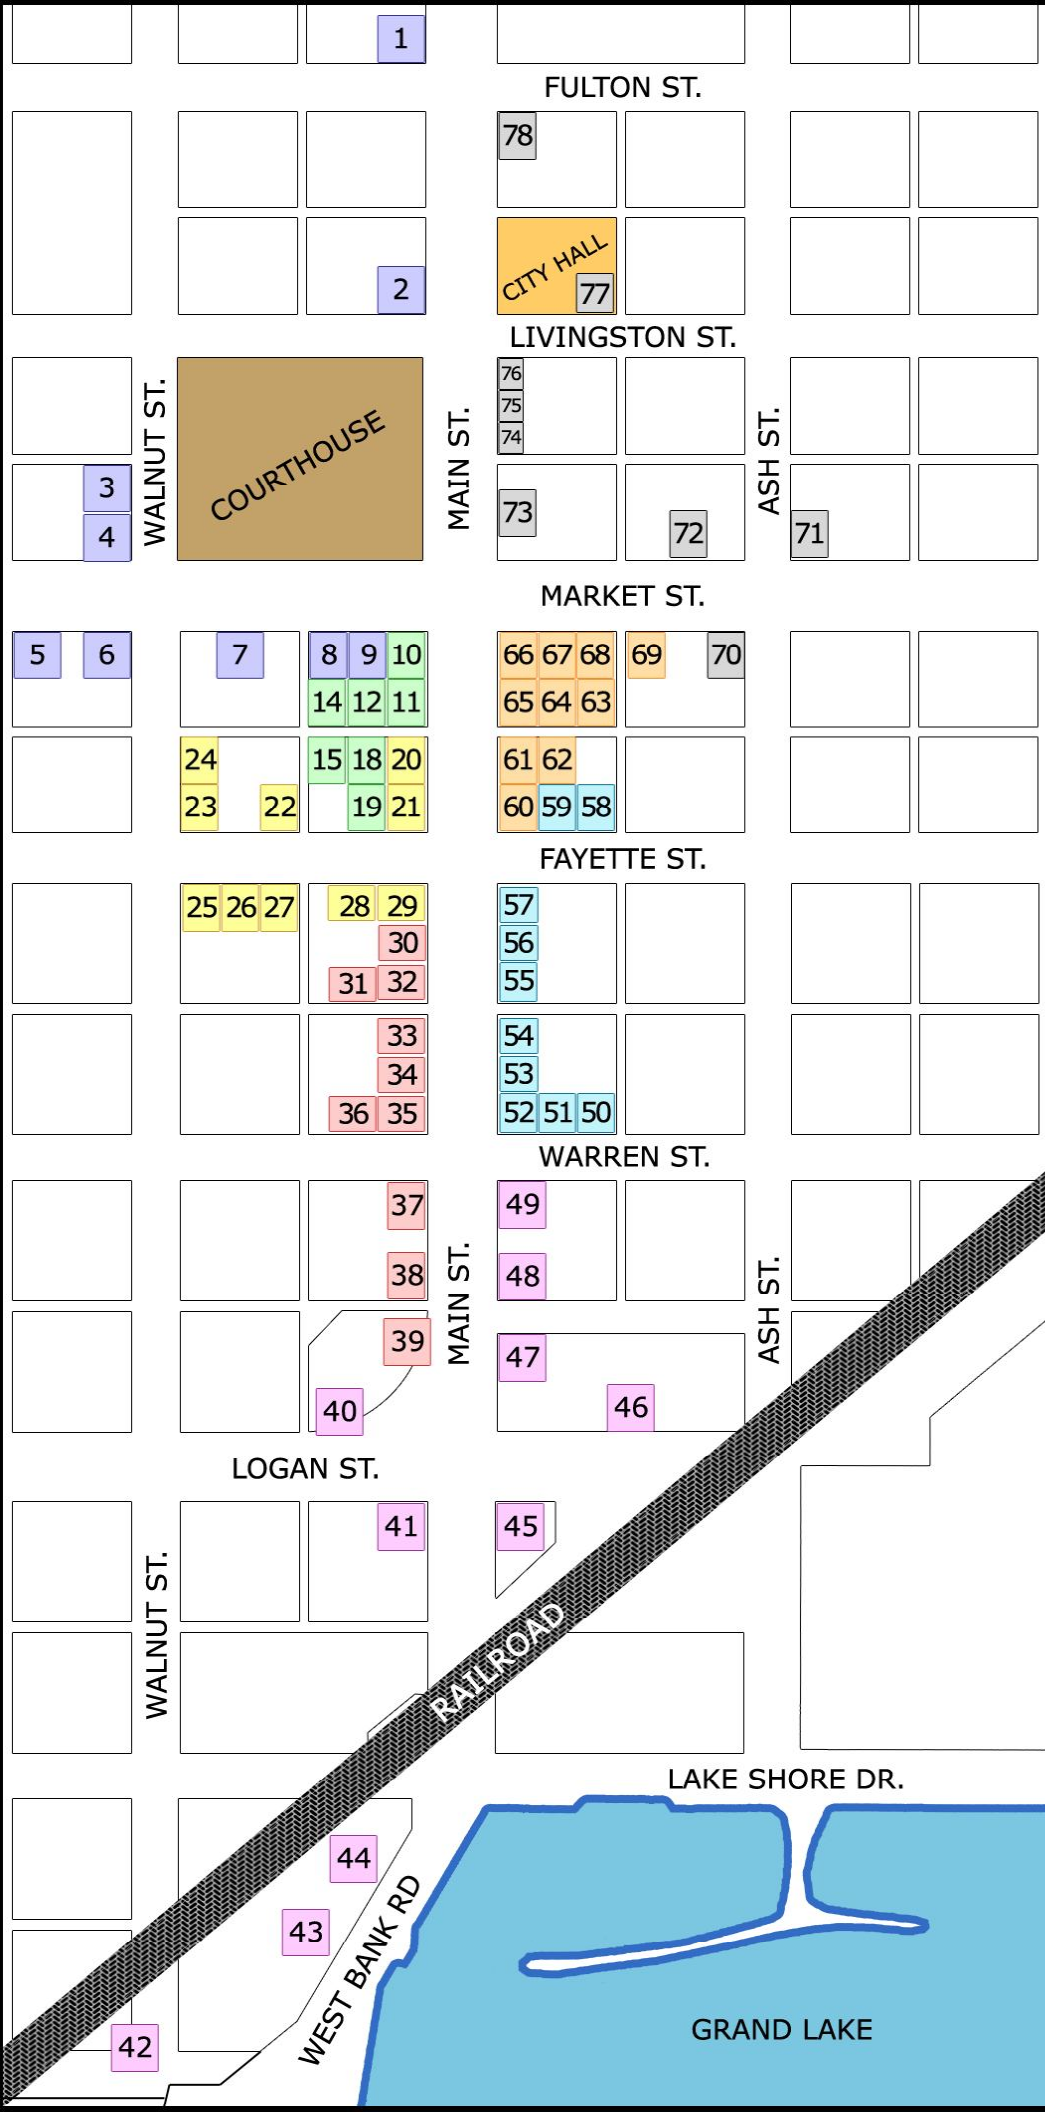 1
FULTON ST.
78
CITY HALL
2
77
LIVINGSTON ST.
76
75
74
WALNUT ST.
COURTHOUSE
MAIN ST.
ASH ST.
3
4
73
72
71
MARKET ST.
5 6 7 8 9 10
66 67 68 69 70
14 12 11
65 64 63
24 15 18 20
61 62
23 22 19 21
60 59 58
FAYETTE ST.
25 26 27 28 29
57
30
56
31 32
55
33
54
34
53
36 35
52 51 50
WARREN ST.
37
49
38
48
MAIN ST.
ASH ST.
39
47
40
46
LOGAN ST.
41
45
WALNUT ST.
RAILROAD
LAKE SHORE DR.
44
43
WEST BANK RD
42
GRAND LAKE